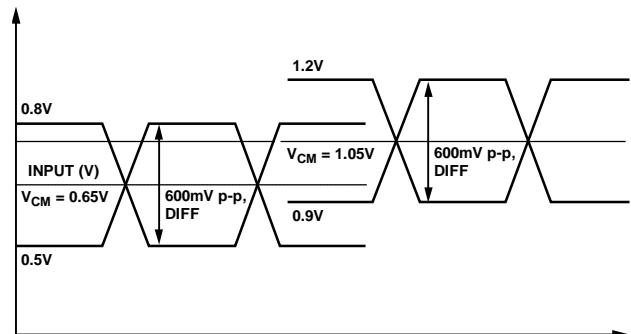 1.2V
0.8V
INPUT (V)
V_CM = 1.05V
600mV p-p,
DIFF
V_CM = 0.65V
600mV p-p,
DIFF
0.9V
0.5V